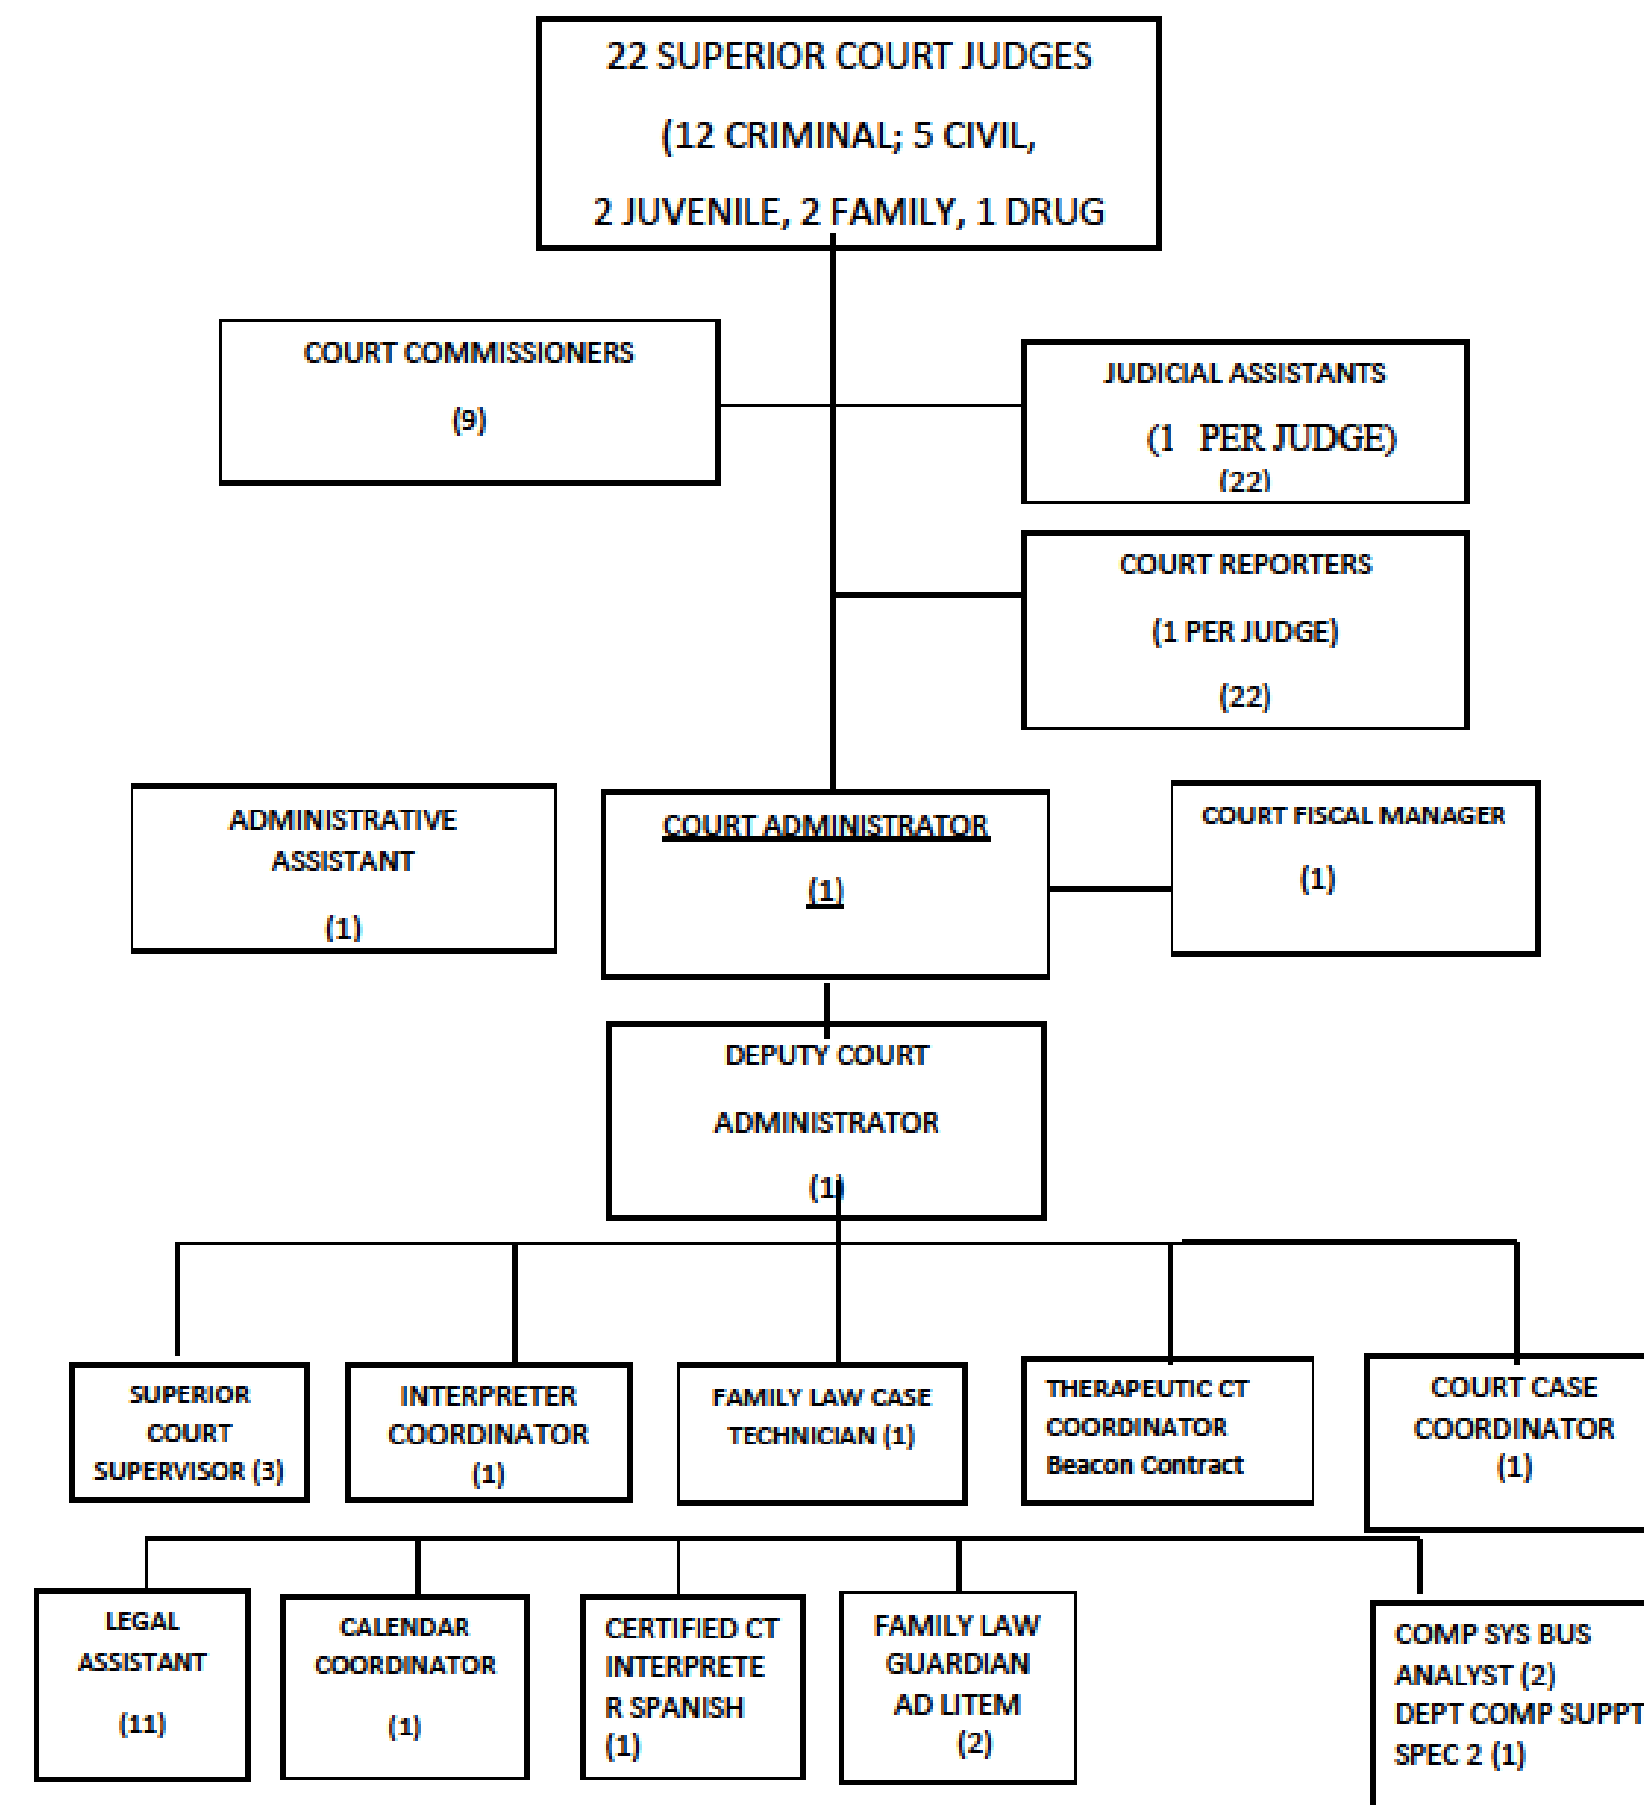 22 SUPERIOR COURT JUDGES
(12 CRIMINAL; 5 CIVIL,
2 JUVENILE, 2 FAMILY, 1 DRUG
COURT COMMISSIONERS
(9)
JUDICIAL ASSISTANTS
(1 PER JUDGE)
(22)
COURT REPORTERS
(1 PER JUDGE)
(22)
ADMINISTRATIVE
ASSISTANT
(1)
COURT ADMINISTRATOR
(1)
COURT FISCAL MANAGER
(1)
DEPUTY COURT
ADMINISTRATOR
(1)
SUPERIOR
COURT
SUPERVISOR (3)
INTERPRETER
COORDINATOR
(1)
FAMILY LAW CASE
TECHNICIAN (1)
THERAPEUTIC CT
COORDINATOR
Beacon Contract
COURT CASE
COORDINATOR
(1)
LEGAL
ASSISTANT
(11)
CALENDAR
COORDINATOR
(1)
CERTIFIED CT
INTERPRETE
R SPANISH
(1)
FAMILY LAW
GUARDIAN
AD LITEM
(2)
COMP SYS BUS
ANALYST (2)
DEPT COMP SUPPT
SPEC 2 (1)